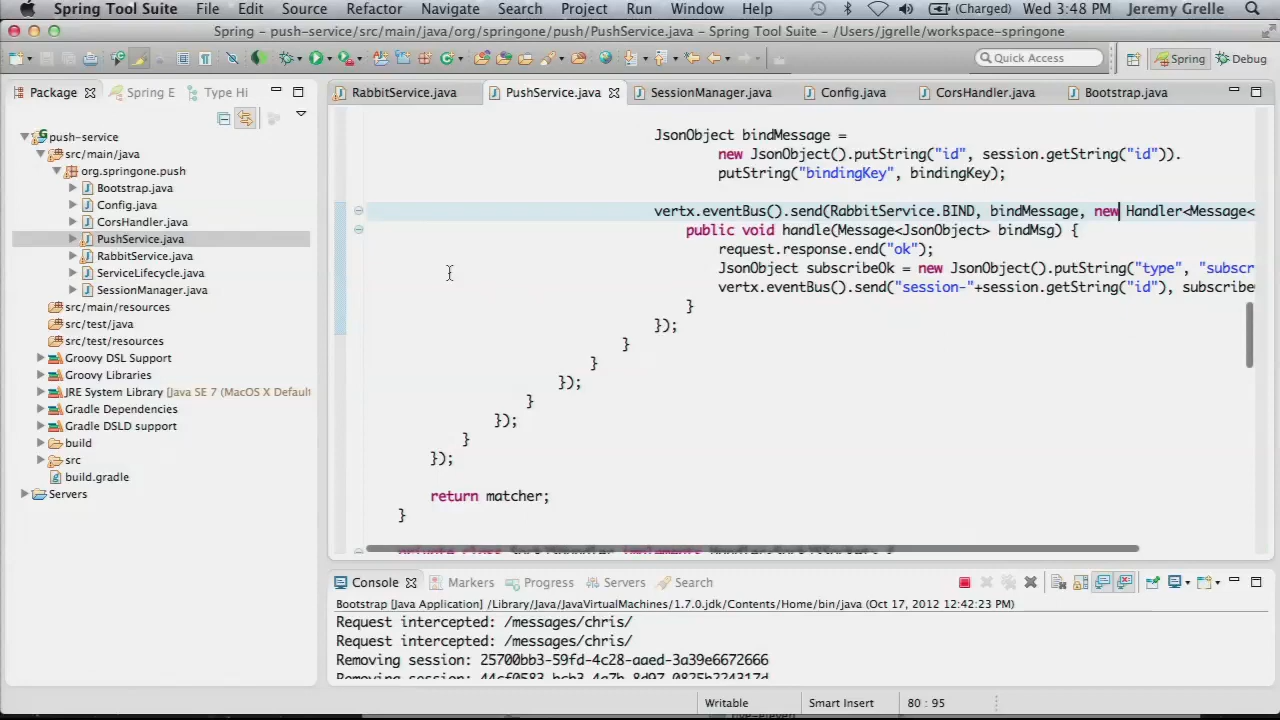 Spring Tool Suite File Edit Source Refactor Navigate Search Project Run Window Help (Charged) Wed 3:48 PM Jeremy Grelle
Spring - push-service/src/main/java/org/springone/push/PushService.java - Spring Tool Suite - /Users/jgrelle/workspace-springone
Quick Access Spring Debug
Package Spring E Type Hi
push-service
src/main/java
org.springone.push
Bootstrap.java
Config.java
CorsHandler.java
PushService.java
RabbitService.java
ServiceLifecycle.java
SessionManager.java
src/main/resources
src/test/java
src/test/resources
Groovy DSL Support
Groovy Libraries
JRE System Library [Java SE 7 (MacOS X Default
Gradle Dependencies
Gradle DSLD support
build
src
build.gradle
Servers
RabbitService.java PushService.java SessionManager.java Config.java CorsHandler.java Bootstrap.java
JsonObject bindMessage =
new JsonObject().putString("id", session.getString("id")).
putString("bindingKey", bindingKey);
vertx.eventBus().send(RabbitService.BIND, bindMessage, new Handler<Message<
public void handle(Message<JsonObject> bindMsg) {
request.response.end("ok");
JsonObject subscribeOk = new JsonObject().putString("type", "subscr
vertx.eventBus().send("session-"+session.getString("id"), subscribe
}
});
}
}
});
}
});
}
});
return matcher;
}
Console Markers Progress Servers Search
Bootstrap [Java Application] /Library/Java/JavaVirtualMachines/1.7.0.jdk/Contents/Home/bin/java (Oct 17, 2012 12:42:23 PM)
Request intercepted: /messages/chris/
Request intercepted: /messages/chris/
Removing session: 25700bb3-59fd-4c28-aaed-3a39e6672666
Writable Smart Insert 80 : 95